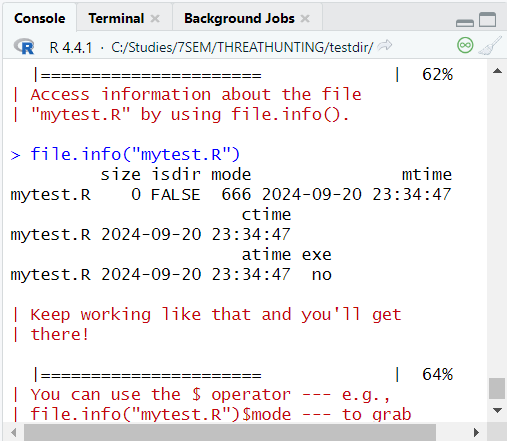 Console Terminal Background Jobs
R R 4.4.1 · C:/Studies/7SEM/THREATHUNTING/testdir/
|====================== | 62%
| Access information about the file
| "mytest.R" by using file.info().
> file.info("mytest.R")
size isdir mode mtime
mytest.R 0 FALSE 666 2024-09-20 23:34:47
ctime
mytest.R 2024-09-20 23:34:47
atime exe
mytest.R 2024-09-20 23:34:47 no
| Keep working like that and you'll get
| there!
|====================== | 64%
| You can use the $ operator --- e.g.,
| file.info("mytest.R")$mode --- to grab